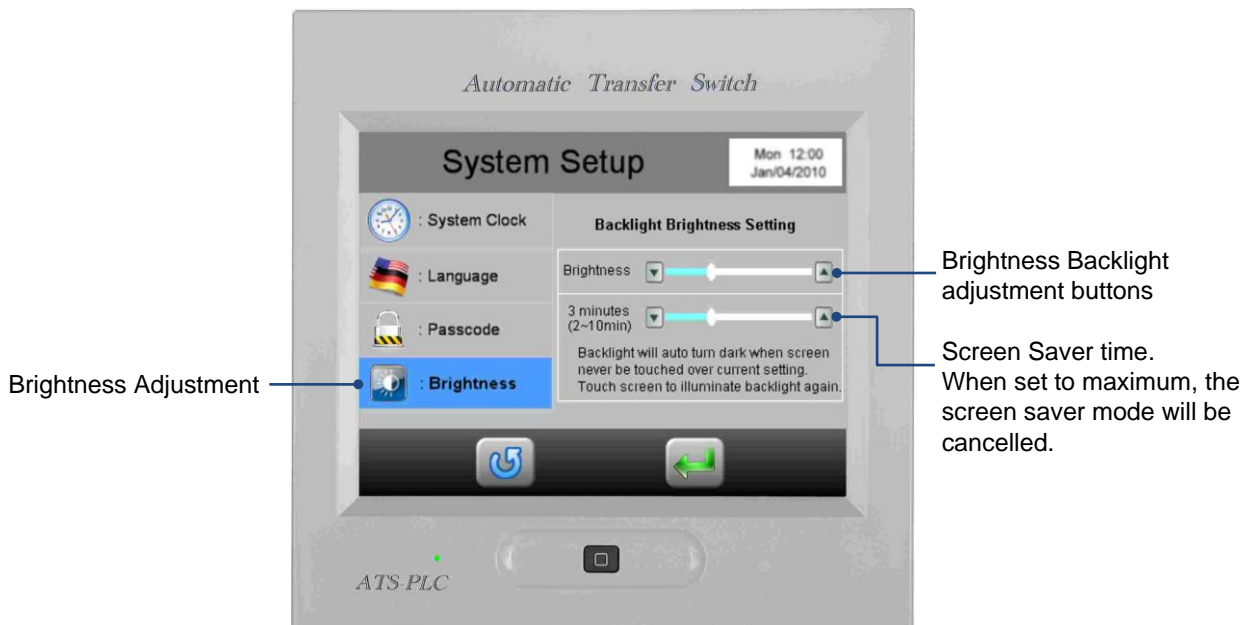 Automatic Transfer Switch
System Setup
Mon 12:00
Jan/04/2010
: System Clock
: Language
: Passcode
: Brightness
Backlight Brightness Setting
Brightness
3 minutes
(2~10min)
Backlight will auto turn dark when screen
never be touched over current setting.
Touch screen to illuminate backlight again.
Brightness Adjustment
Brightness Backlight
adjustment buttons
Screen Saver time.
When set to maximum, the
screen saver mode will be
cancelled.
ATS-PLC